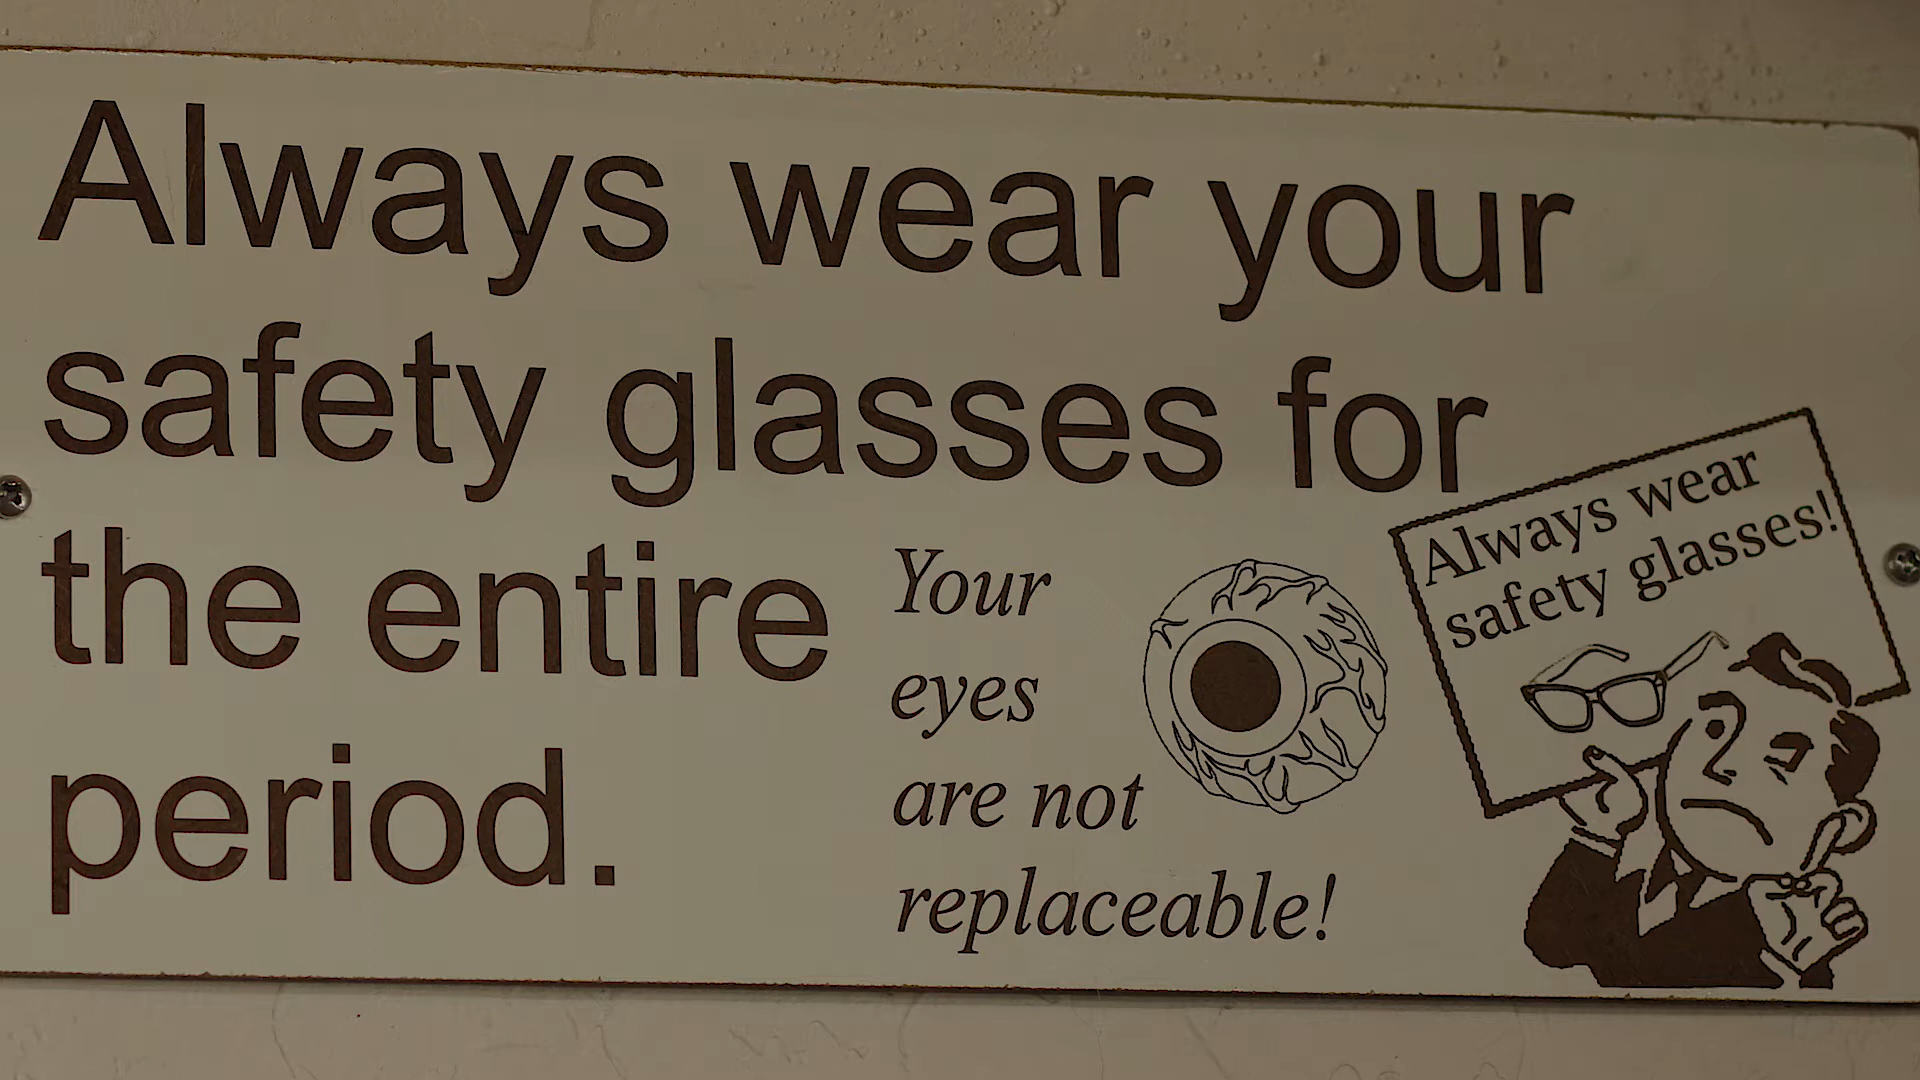 Always wear your
safety glasses for
the entire
period.
Your
eyes
are not
replaceable!
Always wear
safety glasses!